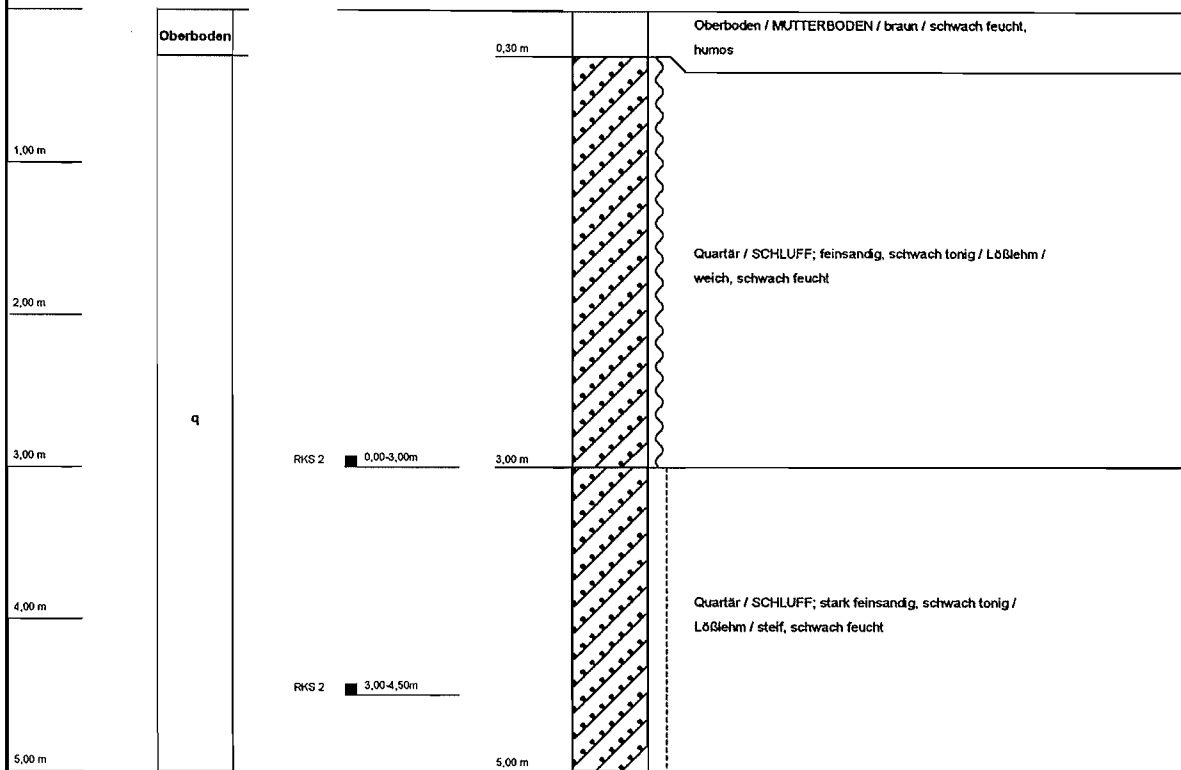 Oberboden
0,30 m
Oberboden / MUTTERBODEN / braun / schwach feucht,
humos
1,00 m
Quartär / SCHLUFF; feinsandig, schwach tonig / Lößlehm /
weich, schwach feucht
2,00 m
q
3,00 m
RKS 2
0,00-3,00m
3,00 m
4,00 m
Quartär / SCHLUFF; stark feinsandig, schwach tonig /
Lößlehm / steif, schwach feucht
RKS 2
3,00-4,50m
5,00 m
5,00 m